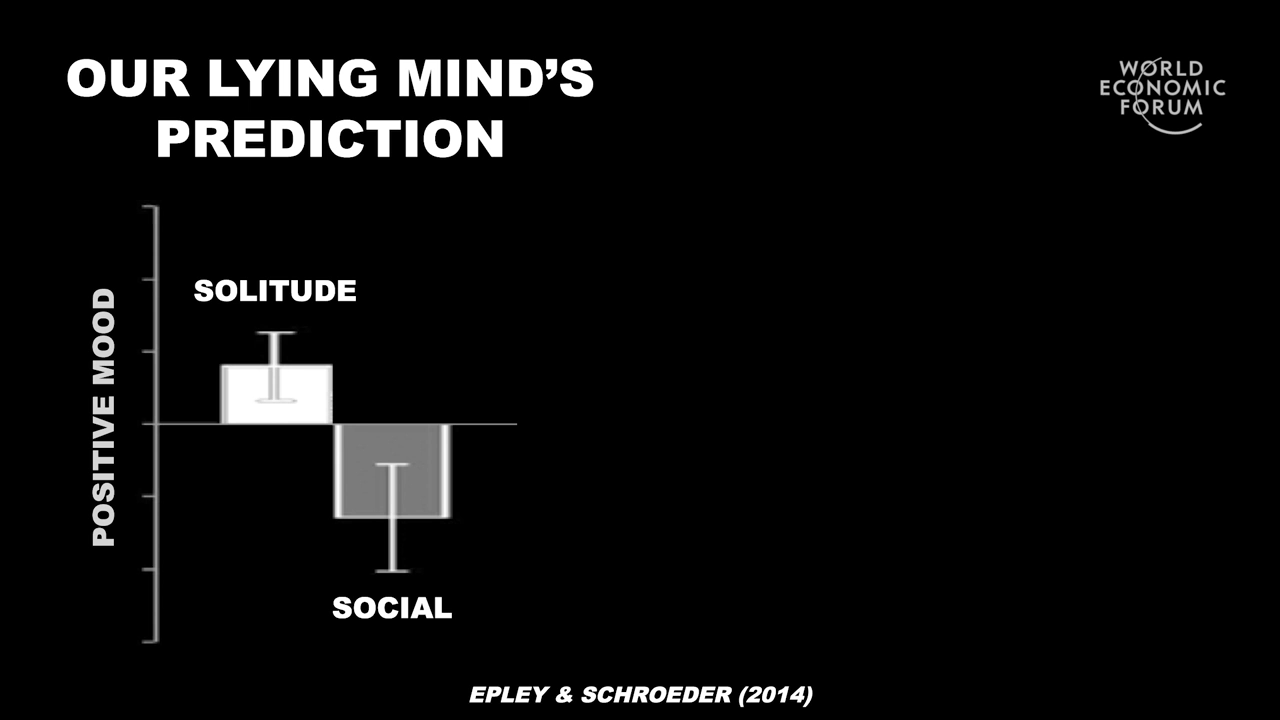 OUR LYING MIND'S
PREDICTION
WORLD
ECONOMIC
FORUM
POSITIVE MOOD
SOLITUDE
SOCIAL
EPLEY & SCHROEDER (2014)